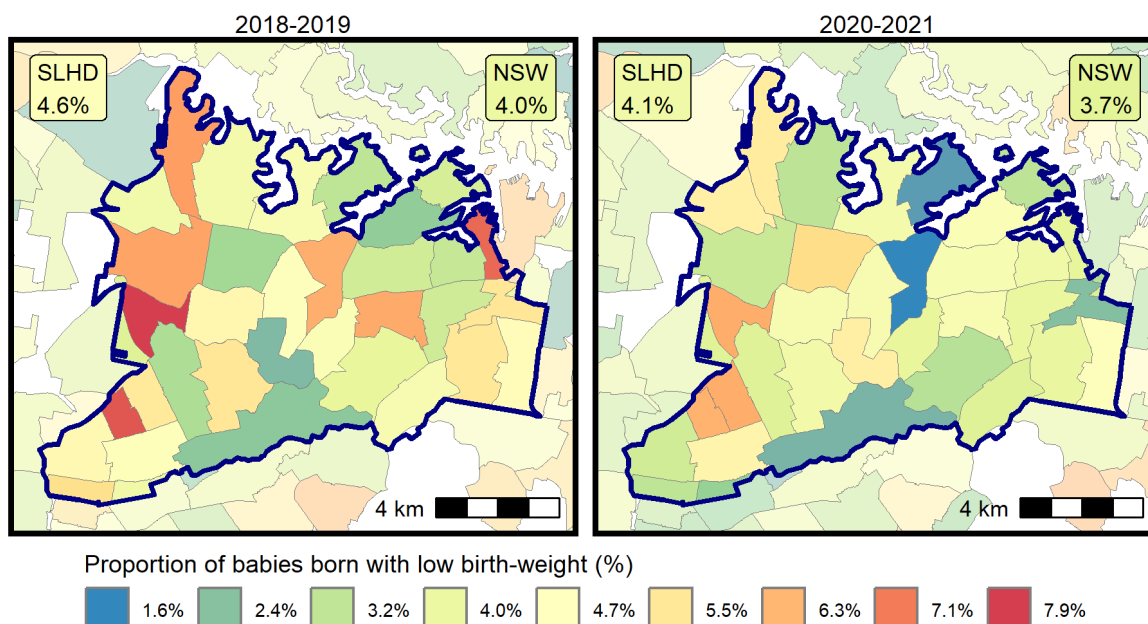 2018-2019
2020-2021
SLHD
4.6%
NSW
4.0%
SLHD
4.1%
NSW
3.7%
4 km
4 km
Proportion of babies born with low birth-weight (%)
1.6% 2.4% 3.2% 4.0% 4.7% 5.5% 6.3% 7.1% 7.9%